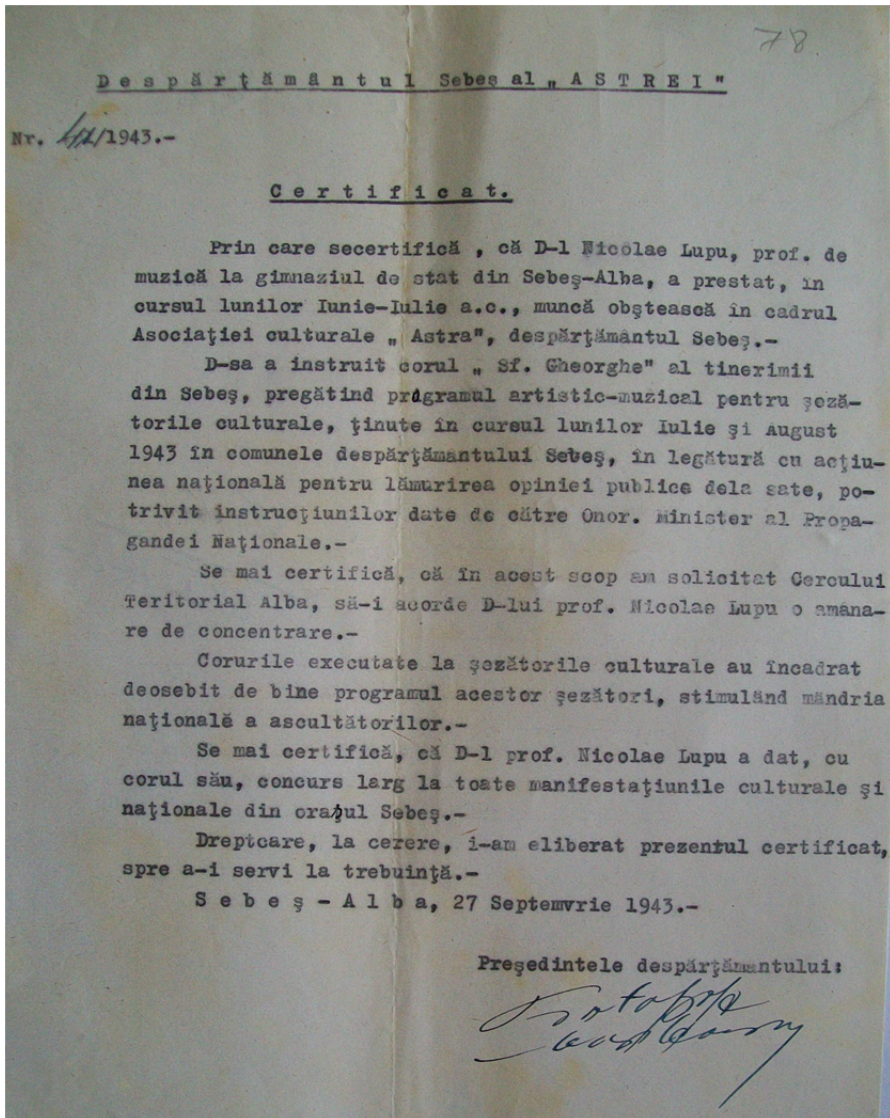 78
Despărţământul Sebeş al „ASTREI"
Nr. /1943.-
Certificat.
Prin care secertifică , că D-l Nicolae Lupu, prof. de
muzică la gimnaziul de stat din Sebeş-Alba, a prestat, în
cursul lunilor Iunie-Iulie a.c., muncă obştească în cadrul
Asociaţiei culturale „ Astra", despărţământul Sebeş.-
D-sa a instruit corul „ Sf. Gheorghe" al tinerimii
din Sebeş, pregătind programul artistic-muzical pentru şeză-
torile culturale, ţinute în cursul lunilor Iulie şi August
1943 în comunele despărţământului Sebeş, în legătură cu acţiu-
nea naţională pentru lămurirea opiniei publice dela sate, po-
trivit instrucţiunilor date de către Onor. Minister al Propa-
gandei Naţionale.-
Se mai certifică, că în acest scop am solicitat Cercului
Teritorial Alba, să-i acorde D-lui prof. Nicolae Lupu o amâna-
re de concentrare.-
Corurile executate la şezătorile culturale au încadrat
deosebit de bine programul acestor şezători, stimulând mândria
naţională a ascultătorilor.-
Se mai certifică, că D-l prof. Nicolae Lupu a dat, cu
corul său, concurs larg la toate manifestaţiunile culturale şi
naţionale din oraşul Sebeş.-
Dreptcare, la cerere, i-am eliberat prezentul certificat,
spre a-i servi la trebuinţă.-
Sebeş-Alba, 27 Septemvrie 1943.-
Preşedintele despărţământului: